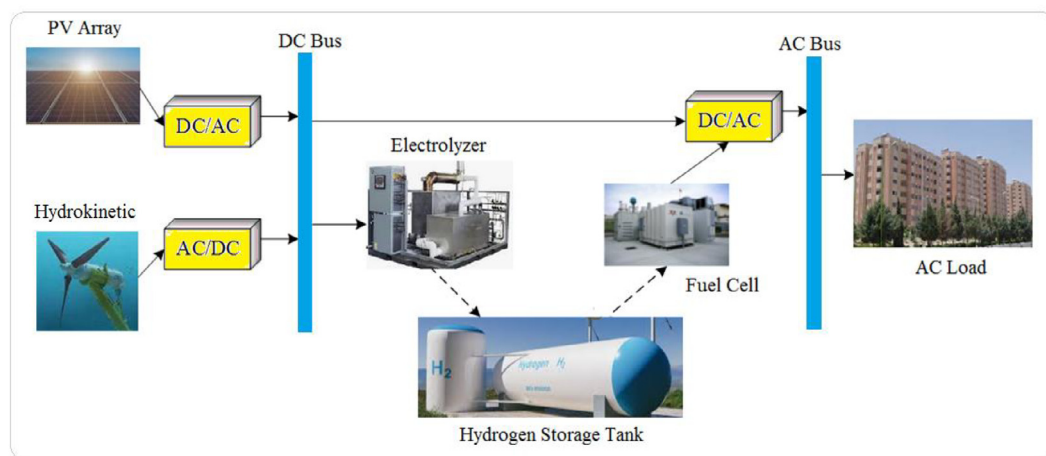 PV Array
DC Bus
AC Bus
DC/AC
DC/AC
Electrolyzer
Hydrokinetic
AC/DC
Fuel Cell
AC Load
H2
Hydrogen H2
Hydrogen Storage Tank